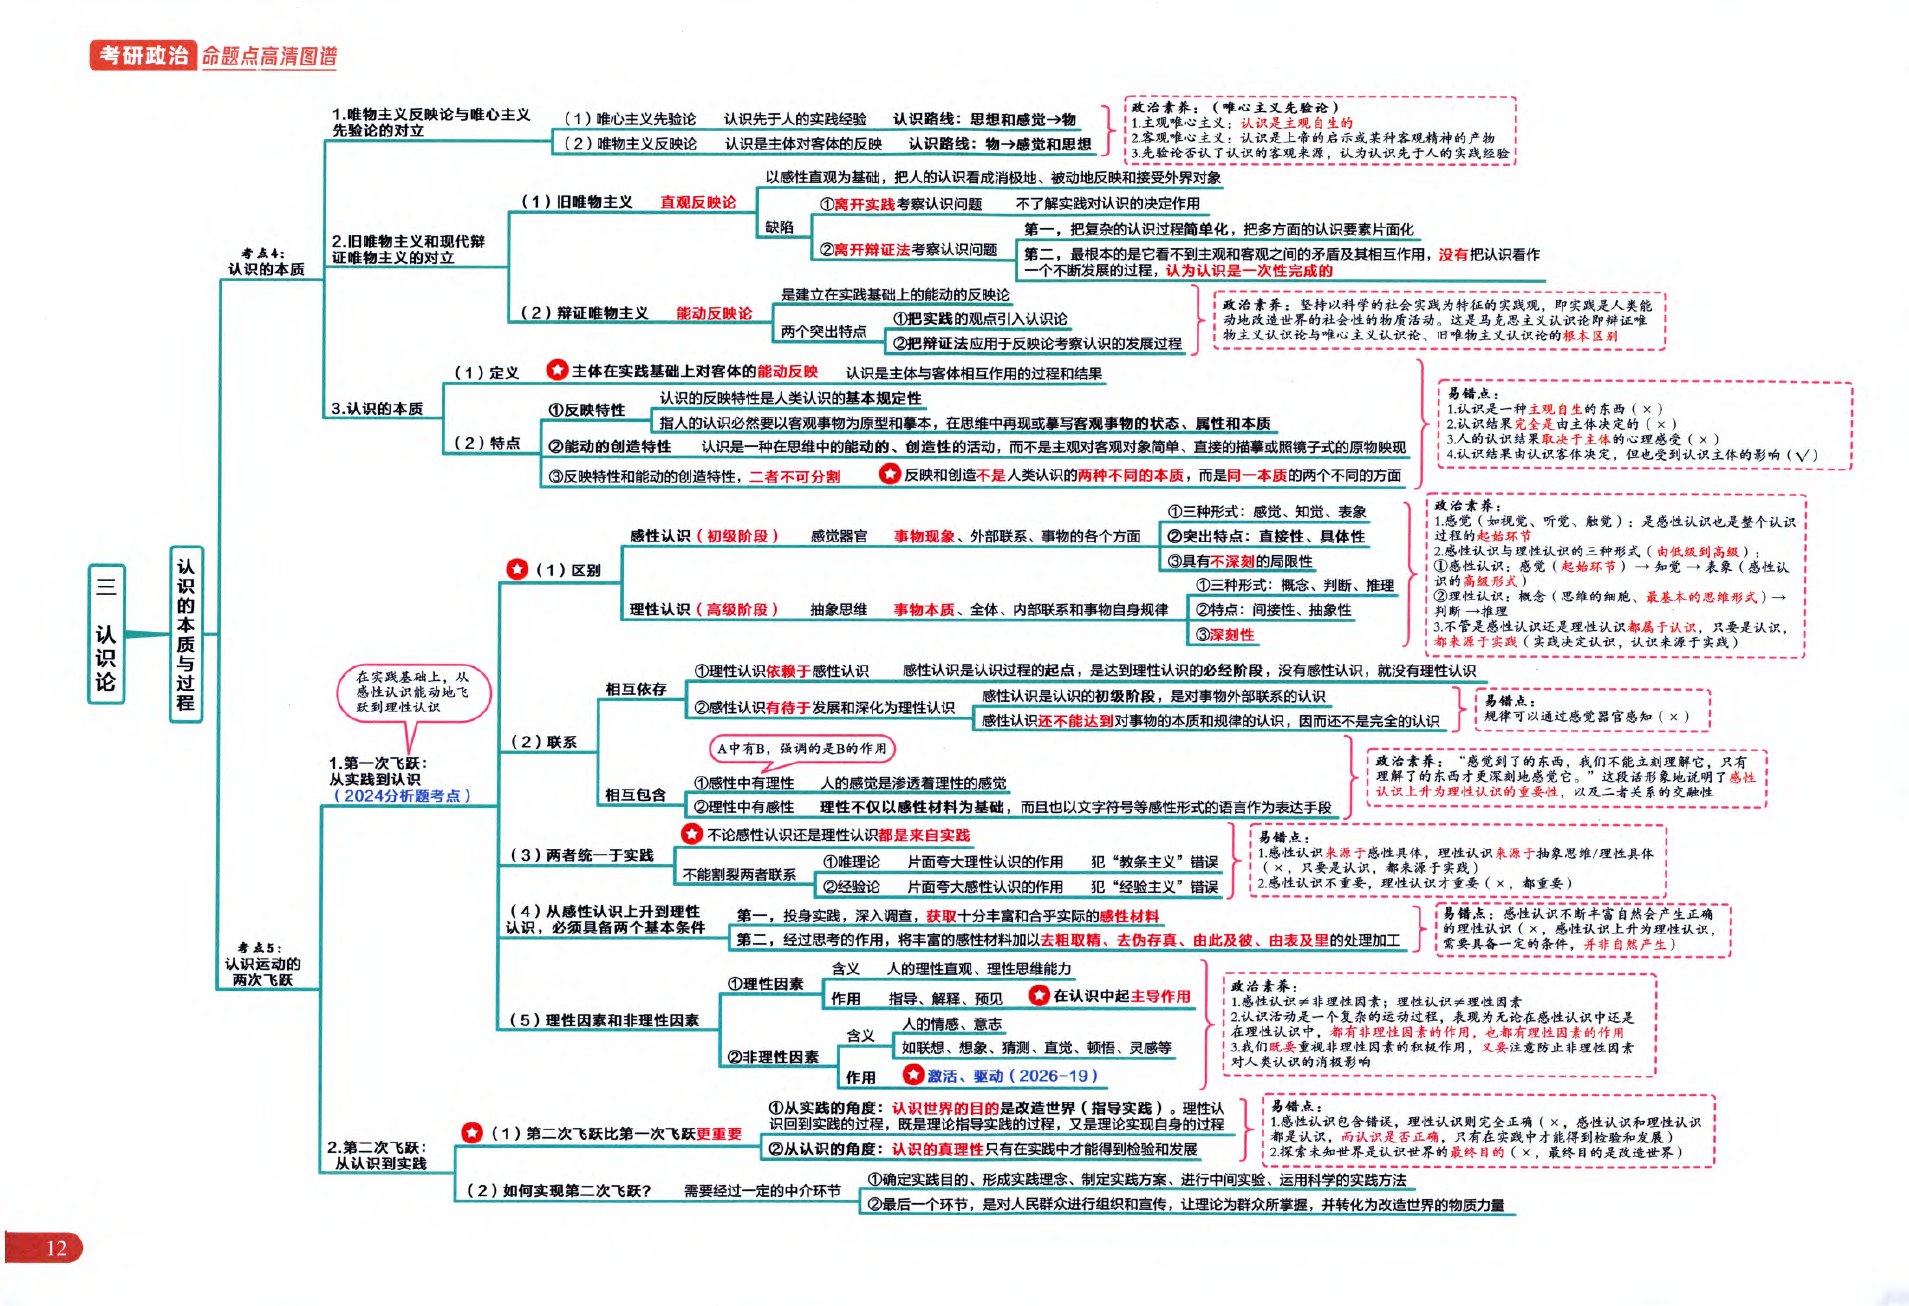 考研政治 命题点高清图谱
三 认识论
认识的本质与过程
考点4：
认识的本质
1.唯物主义反映论与唯心主义
先验论的对立
（1）唯心主义先验论 认识先于人的实践经验 认识路线：思想和感觉→物
（2）唯物主义反映论 认识是主体对客体的反映 认识路线：物→感觉和思想
政治素养：（唯心主义先验论）
1.主观唯心主义：认识是主观自生的
2.客观唯心主义：认识是上帝的启示或某种客观精神的产物
3.先验论否认了认识的客观来源，认为认识先于人的实践经验
2.旧唯物主义和现代辩
证唯物主义的对立
（1）旧唯物主义 直观反映论
以感性直观为基础，把人的认识看成消极地、被动地反映和接受外界对象
缺陷
①离开实践考察认识问题 不了解实践对认识的决定作用
②离开辩证法考察认识问题
第一，把复杂的认识过程简单化，把多方面的认识要素片面化
第二，最根本的是它看不到主观和客观之间的矛盾及其相互作用，没有把认识看作
一个不断发展的过程，认为认识是一次性完成的
（2）辩证唯物主义 能动反映论
是建立在实践基础上的能动的反映论
两个突出特点
①把实践的观点引入认识论
②把辩证法应用于反映论考察认识的发展过程
政治素养：坚持以科学的社会实践为特征的实践观，即实践是人类能
动地改造世界的社会性的物质活动。这是马克思主义认识论即辩证唯
物主义认识论与唯心主义认识论、旧唯物主义认识论的根本区别
3.认识的本质
（1）定义 主体在实践基础上对客体的能动反映 认识是主体与客体相互作用的过程和结果
（2）特点
①反映特性
认识的反映特性是人类认识的基本规定性
指人的认识必然要以客观事物为原型和摹本，在思维中再现或摹写客观事物的状态、属性和本质
②能动的创造特性 认识是一种在思维中的能动的、创造性的活动，而不是主观对客观对象简单、直接的描摹或照镜子式的原物映现
③反映特性和能动的创造特性，二者不可分割 反映和创造不是人类认识的两种不同的本质，而是同一本质的两个不同的方面
易错点：
1.认识是一种主观自生的东西（×）
2.认识结果完全是由主体决定的（×）
3.人的认识结果取决于主体的心理感受（×）
4.认识结果由认识客体决定，但也受到认识主体的影响（√）
考点5：
认识运动的
两次飞跃
在实践基础上，从
感性认识能动地飞
跃到理性认识
1.第一次飞跃：
从实践到认识
（2024分析题考点）
（1）区别
感性认识（初级阶段） 感觉器官 事物现象、外部联系、事物的各个方面
①三种形式：感觉、知觉、表象
②突出特点：直接性、具体性
③具有不深刻的局限性
理性认识（高级阶段） 抽象思维 事物本质、全体、内部联系和事物自身规律
①三种形式：概念、判断、推理
②特点：间接性、抽象性
③深刻性
政治素养：
1.感觉（如视觉、听觉、触觉）：是感性认识也是整个认识
过程的起始环节
2.感性认识与理性认识的三种形式（由低级到高级）：
①感性认识：感觉（起始环节）→知觉→表象（感性认
识的高级形式）
②理性认识：概念（思维的细胞、最基本的思维形式）→
判断→推理
3.不管是感性认识还是理性认识都属于认识，只要是认识，
都来源于实践（实践决定认识，认识来源于实践）
（2）联系
相互依存
①理性认识依赖于感性认识 感性认识是认识过程的起点，是达到理性认识的必经阶段，没有感性认识，就没有理性认识
②感性认识有待于发展和深化为理性认识
感性认识是认识的初级阶段，是对事物外部联系的认识
感性认识还不能达到对事物的本质和规律的认识，因而还不是完全的认识
易错点：
规律可以通过感觉器官感知（×）
A中有B，强调的是B的作用
相互包含
①感性中有理性 人的感觉是渗透着理性的感觉
②理性中有感性 理性不仅以感性材料为基础，而且也以文字符号等感性形式的语言作为表达手段
政治素养：“感觉到了的东西，我们不能立刻理解它，只有
理解了的东西才更深刻地感觉它。”这段话形象地说明了感性
认识上升为理性认识的重要性，以及二者关系的交融性
（3）两者统一于实践
不论感性认识还是理性认识都是来自实践
不能割裂两者联系
①唯理论 片面夸大理性认识的作用 犯“教条主义”错误
②经验论 片面夸大感性认识的作用 犯“经验主义”错误
易错点：
1.感性认识来源于感性具体，理性认识来源于抽象思维/理性具体
（×，只要是认识，都来源于实践）
2.感性认识不重要，理性认识才重要（×，都重要）
（4）从感性认识上升到理性
认识，必须具备两个基本条件
第一，投身实践，深入调查，获取十分丰富和合乎实际的感性材料
第二，经过思考的作用，将丰富的感性材料加以去粗取精、去伪存真、由此及彼、由表及里的处理加工
易错点：感性认识不断丰富自然会产生正确
的理性认识（×，感性认识上升为理性认识，
需要具备一定的条件，并非自然产生）
（5）理性因素和非理性因素
①理性因素
含义 人的理性直观、理性思维能力
作用 指导、解释、预见 在认识中起主导作用
②非理性因素
含义
人的情感、意志
如联想、想象、猜测、直觉、顿悟、灵感等
作用 激活、驱动（2026-19）
政治素养：
1.感性认识≠非理性因素；理性认识≠理性因素
2.认识活动是一个复杂的运动过程，表现为无论在感性认识中还是
在理性认识中，都有非理性因素的作用，也都有理性因素的作用
3.我们既要重视非理性因素的积极作用，又要注意防止非理性因素
对人类认识的消极影响
2.第二次飞跃：
从认识到实践
（1）第二次飞跃比第一次飞跃更重要
①从实践的角度：认识世界的目的是改造世界（指导实践）。理性认
识回到实践的过程，既是理论指导实践的过程，又是理论实现自身的过程
②从认识的角度：认识的真理性只有在实践中才能得到检验和发展
易错点：
1.感性认识包含错误，理性认识则完全正确（×，感性认识和理性认识
都是认识，而认识是否正确，只有在实践中才能得到检验和发展）
2.探索未知世界是认识世界的最终目的（×，最终目的是改造世界）
（2）如何实现第二次飞跃？ 需要经过一定的中介环节
①确定实践目的、形成实践理念、制定实践方案、进行中间实验、运用科学的实践方法
②最后一个环节，是对人民群众进行组织和宣传，让理论为群众所掌握，并转化为改造世界的物质力量
12